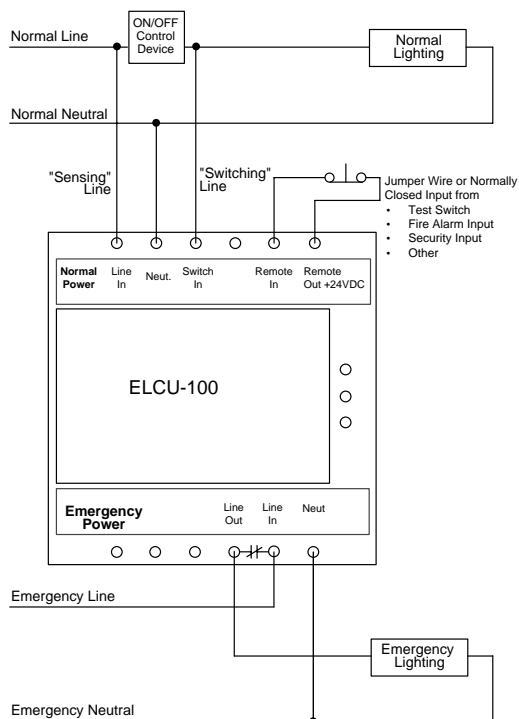 ON/OFF
Control
Device
Normal Line
Normal
Lighting
Normal Neutral
"Sensing"
Line
"Switching"
Line
Jumper Wire or Normally
Closed Input from
• Test Switch
• Fire Alarm Input
• Security Input
• Other
Normal
Power
Line
In
Neut.
Switch
In
Remote
In
Remote
Out +24VDC
ELCU-100
Emergency
Power
Line
Out
Line
In
Neut
Emergency Line
Emergency
Lighting
Emergency Neutral